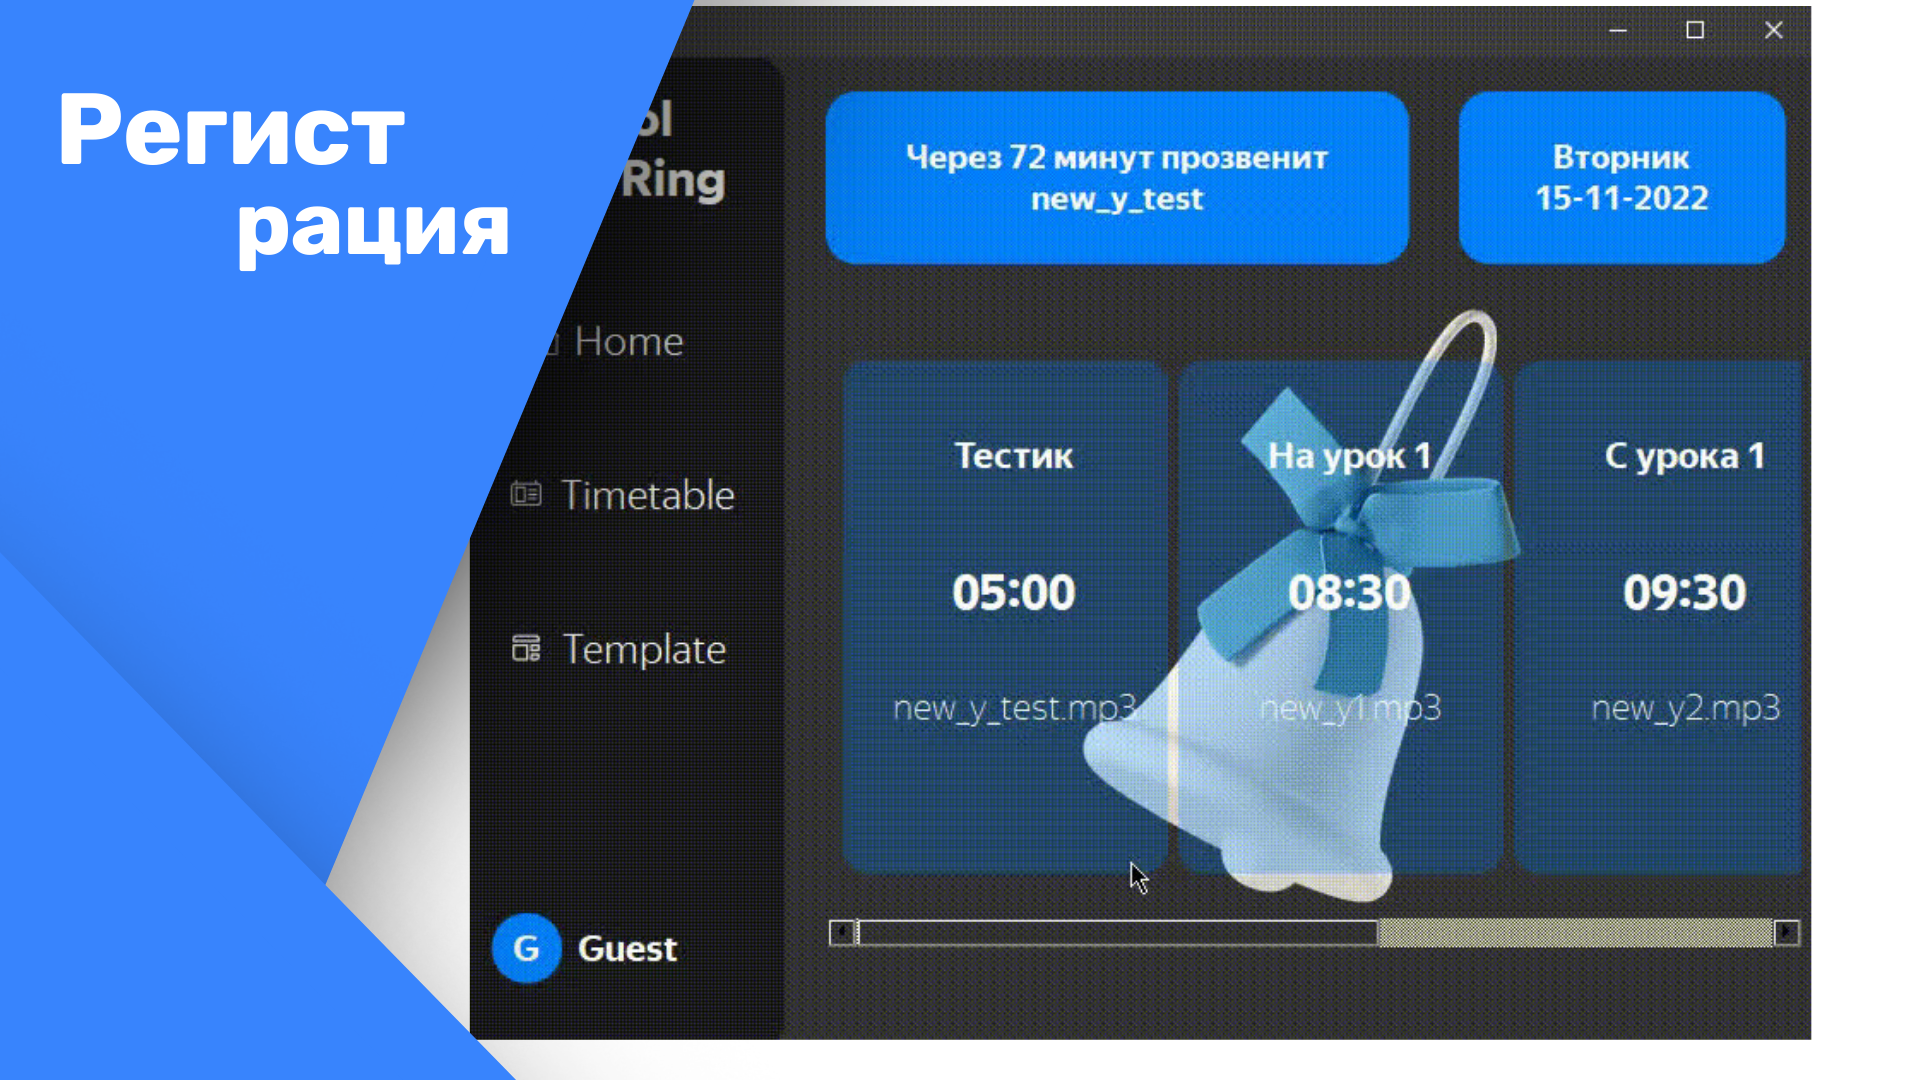 Регист
рация
Ring
Через 72 минут прозвенит
new_y_test
Вторник
15-11-2022
Home
Timetable
Template
Тестик
05:00
new_y_test.mp3
На урок 1
08:30
new_y1.mp3
С урока 1
09:30
new_y2.mp3
G
Guest